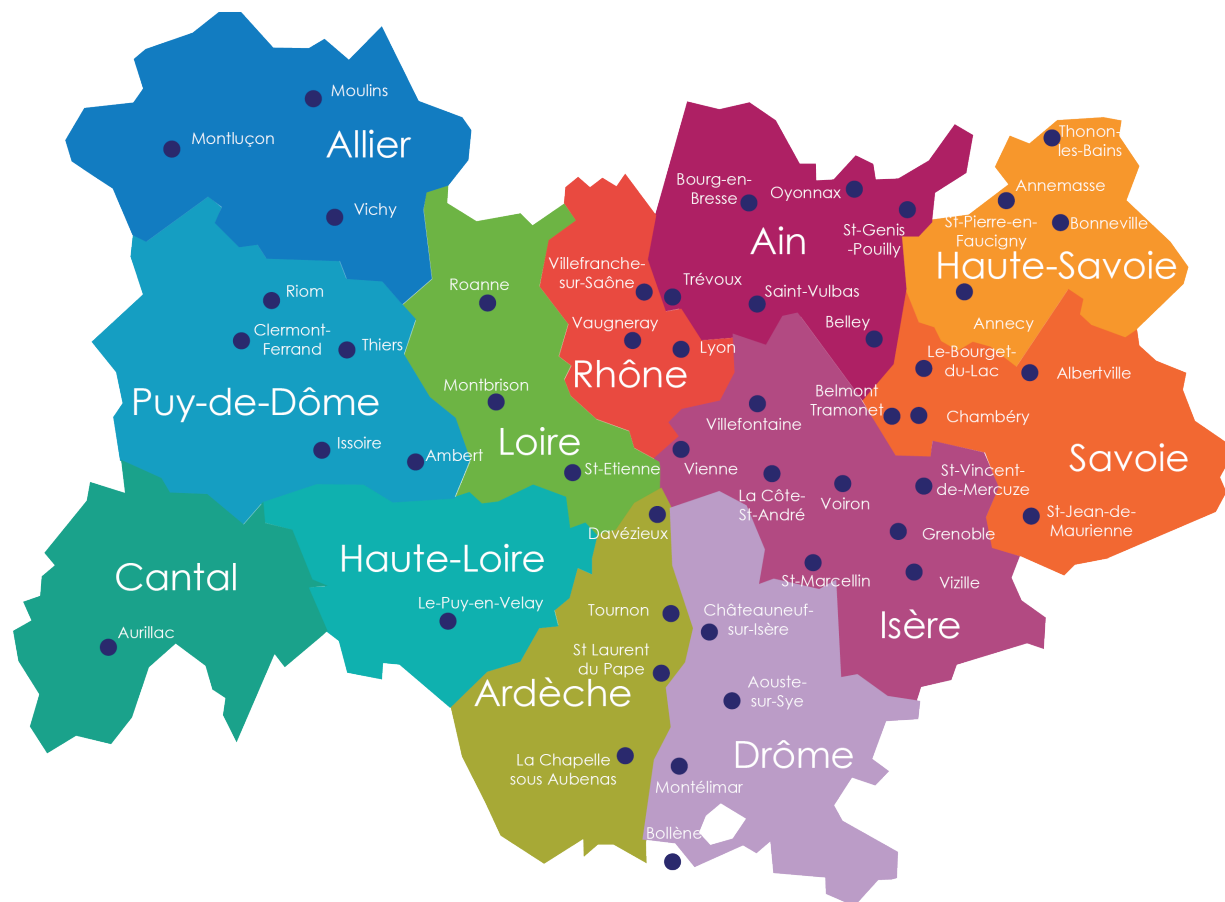 Moulins
Montluçon
Allier
Vichy
Riom
Clermont-
Ferrand
Thiers
Puy-de-Dôme
Issoire
Ambert
Cantal
Aurillac
Haute-Loire
Le-Puy-en-Velay
Roanne
Montbrison
Loire
St-Etienne
Villefranche-
sur-Saône
Vaugneray
Lyon
Rhône
Bourg-en-
Bresse
Oyonnax
St-Genis
-Pouilly
Ain
Trévoux
Saint-Vulbas
Belley
Thonon-
les-Bains
Annemasse
St-Pierre-en-
Faucigny
Bonneville
Haute-Savoie
Annecy
Le-Bourget-
du-Lac
Albertville
Belmont
Tramonet
Chambéry
Savoie
St-Jean-de-
Maurienne
Villefontaine
Vienne
La Côte-
St-André
Voiron
St-Vincent-
de-Mercuze
Grenoble
St-Marcellin
Vizille
Isère
Davézieux
Tournon
St Laurent
du Pape
Ardèche
La Chapelle
sous Aubenas
Châteauneuf-
sur-Isère
Aouste-
sur-Sye
Drôme
Montélimar
Bollène